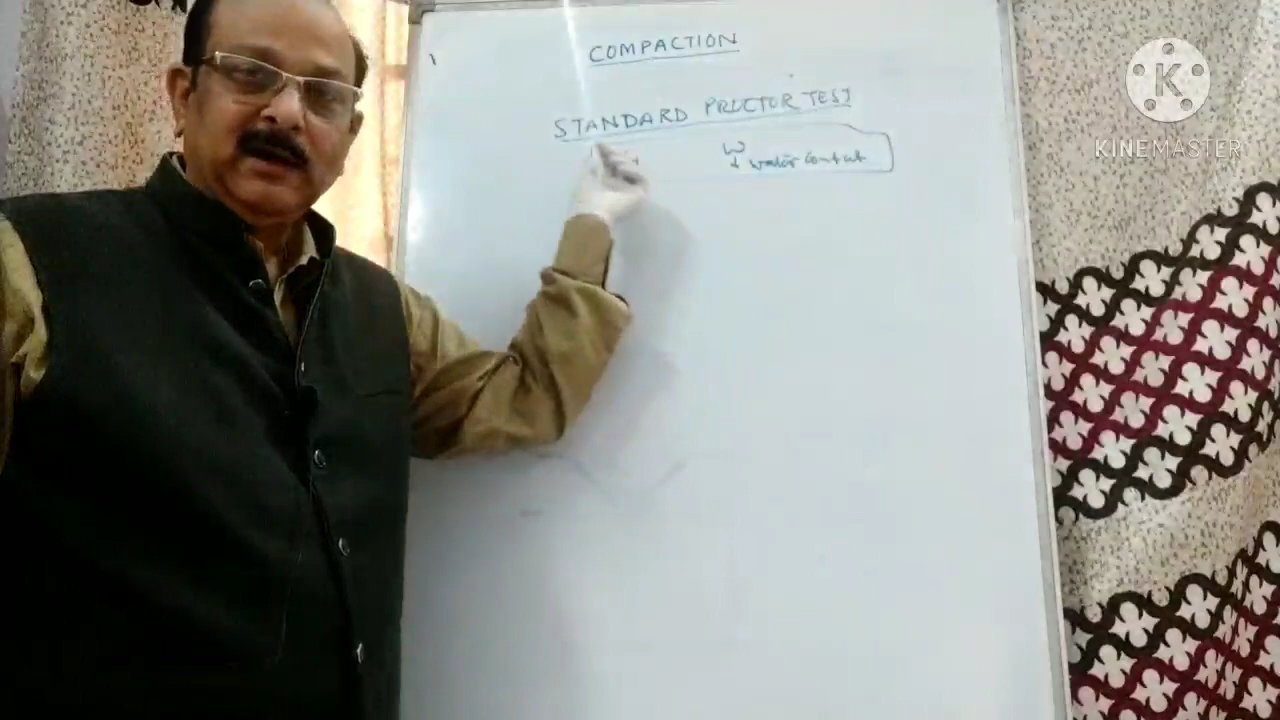 COMPACTION
STANDARD PROCTOR TEST
w
water content
K
KINEMASTER